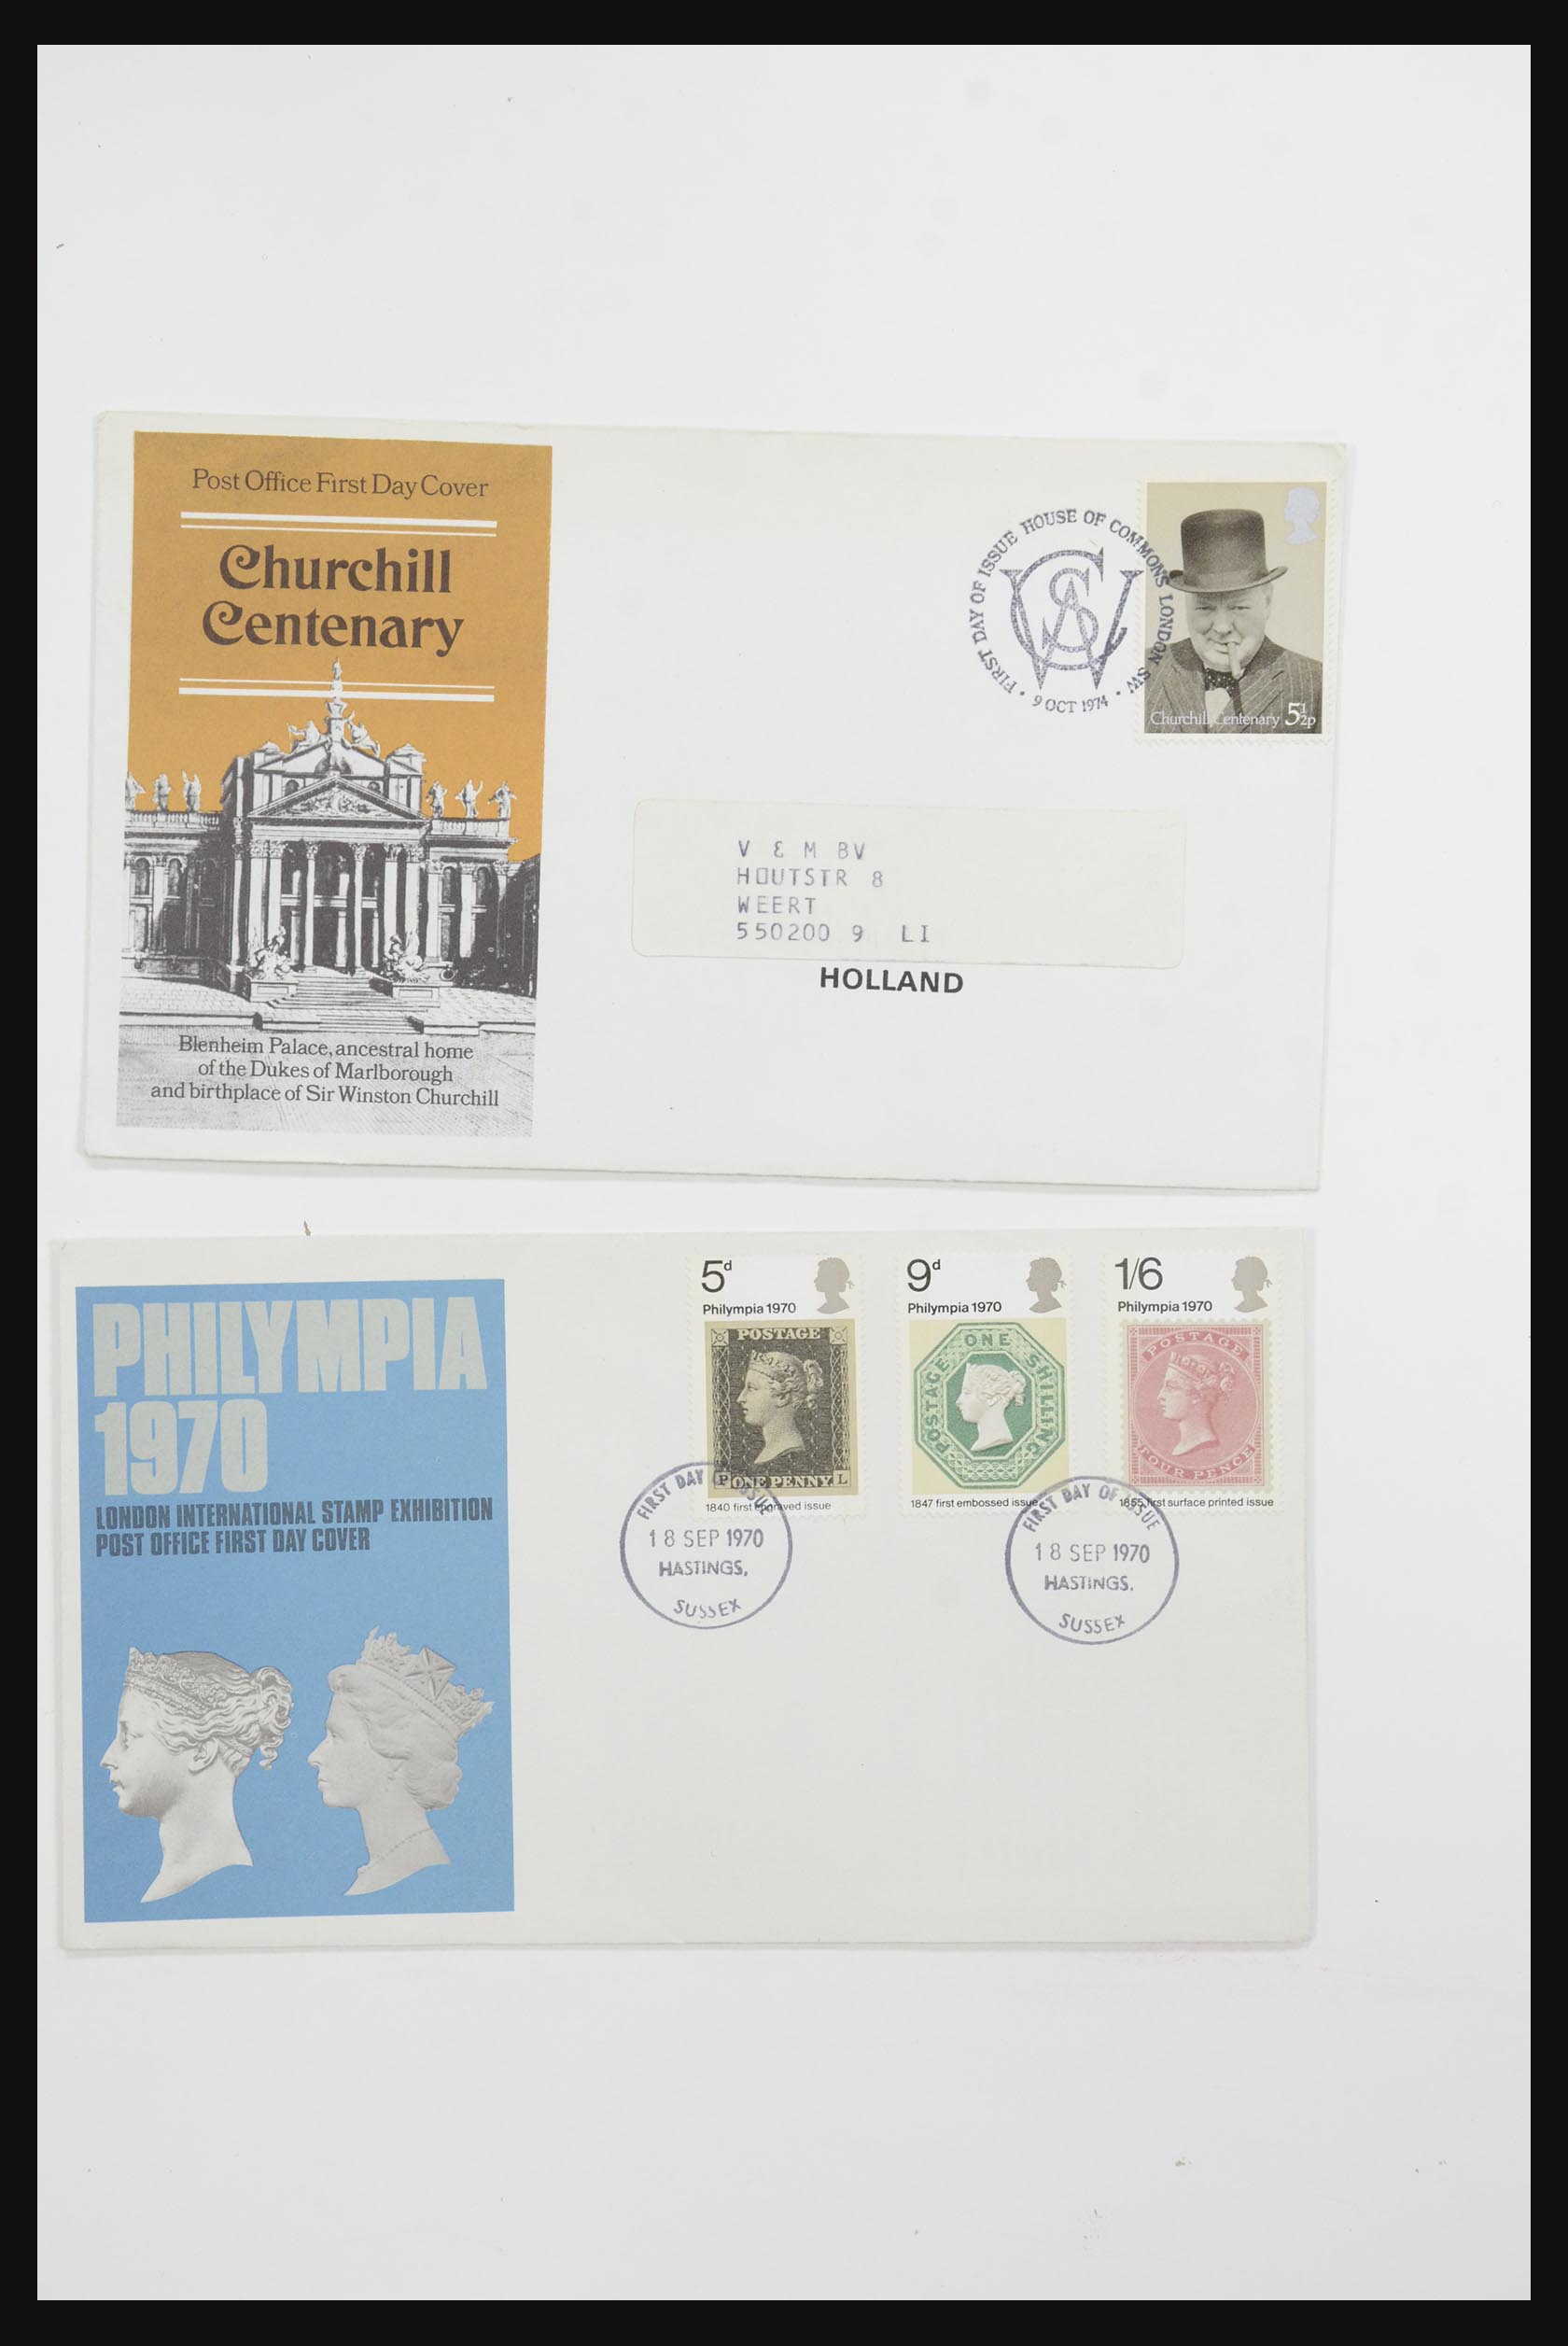 Post Office First Day Cover
Churchill
Centenary
Blenheim Palace, ancestral home
of the Dukes of Marlborough
and birthplace of Sir Winston Churchill
FIRST DAY OF ISSUE HOUSE OF COMMONS LONDON SW
WSC
• 9 OCT 1974 •
Churchill Centenary 5½p
V & M BV
HOUTSTR 8
WEERT
550200 9 LI
HOLLAND
PHILYMPIA
1970
LONDON INTERNATIONAL STAMP EXHIBITION
POST OFFICE FIRST DAY COVER
5d
Philympia 1970
POSTAGE
P ONE PENNY. L
1840 first engraved issue
9d
Philympia 1970
POSTAGE ONE SHILLING
1847 first embossed issue
1/6
Philympia 1970
POSTAGE
FOUR PENCE
1855 first surface printed issue
FIRST DAY OF ISSUE
18 SEP 1970
HASTINGS,
SUSSEX
FIRST DAY OF ISSUE
18 SEP 1970
HASTINGS.
SUSSEX